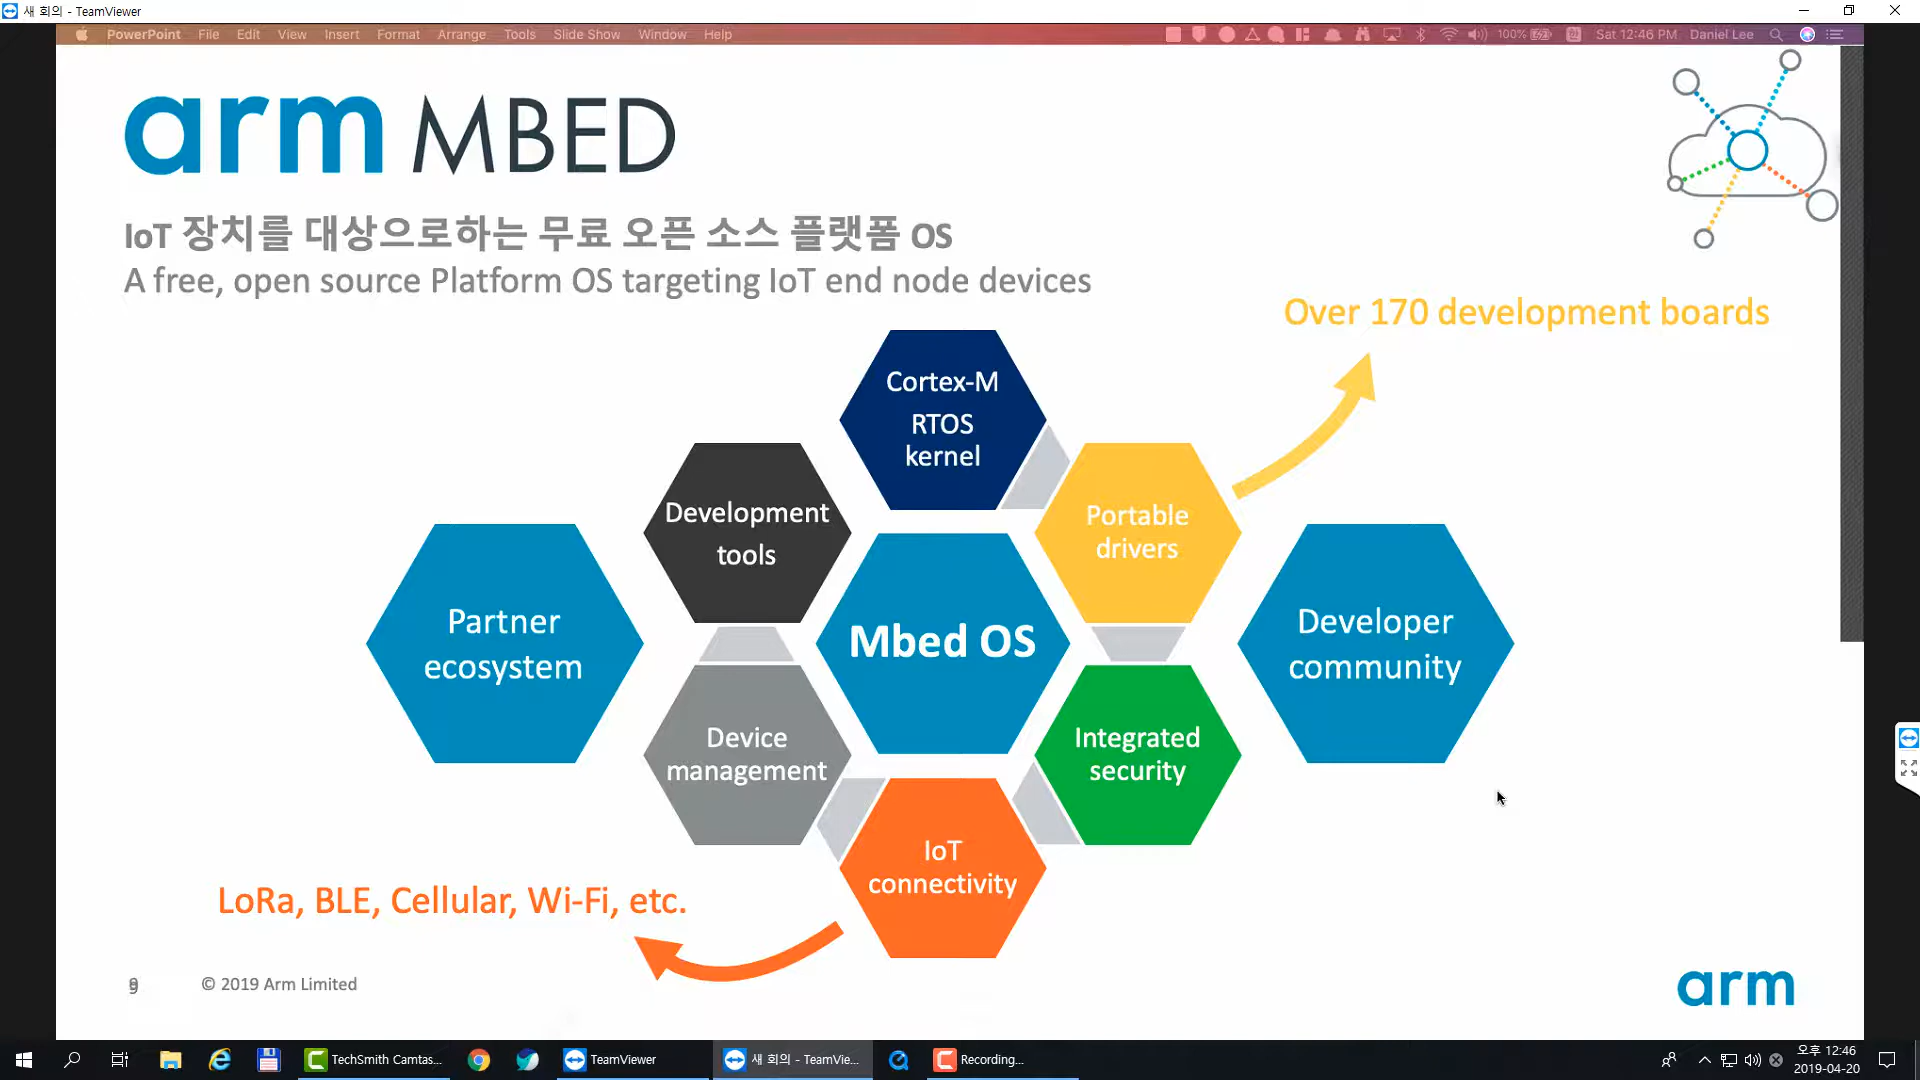 새 회의 - TeamViewer
PowerPoint File Edit View Insert Format Arrange Tools Slide Show Window Help
100% Sat 12:46 PM Daniel Lee
arm MBED
IoT 장치를 대상으로하는 무료 오픈 소스 플랫폼 OS
A free, open source Platform OS targeting IoT end node devices
Over 170 development boards
Cortex-M
RTOS
kernel
Development
tools
Portable
drivers
Partner
ecosystem
Mbed OS
Developer
community
Device
management
Integrated
security
IoT
connectivity
LoRa, BLE, Cellular, Wi-Fi, etc.
© 2019 Arm Limited
arm
TechSmith Camtas...
TeamViewer
새 회의 - TeamVie...
Recording...
오후 12:46
2019-04-20